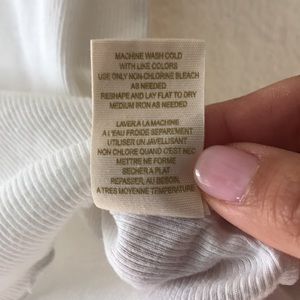 MACHINE WASH COLD
WITH LIKE COLORS
USE ONLY NON-CHLORINE BLEACH
AS NEEDED
RESHAPE AND LAY FLAT TO DRY
MEDIUM IRON AS NEEDED
LAVER A LA MACHINE
A L'EAU FROIDE SEPAREMENT
UTILISER UN JAVELLISANT
NON CHLORE QUAND C'EST NEC
METTRE NE FORME
SECHER A PLAT
REPASSER, AU BESOIN,
A TRES MOYENNE TEMPERATURE